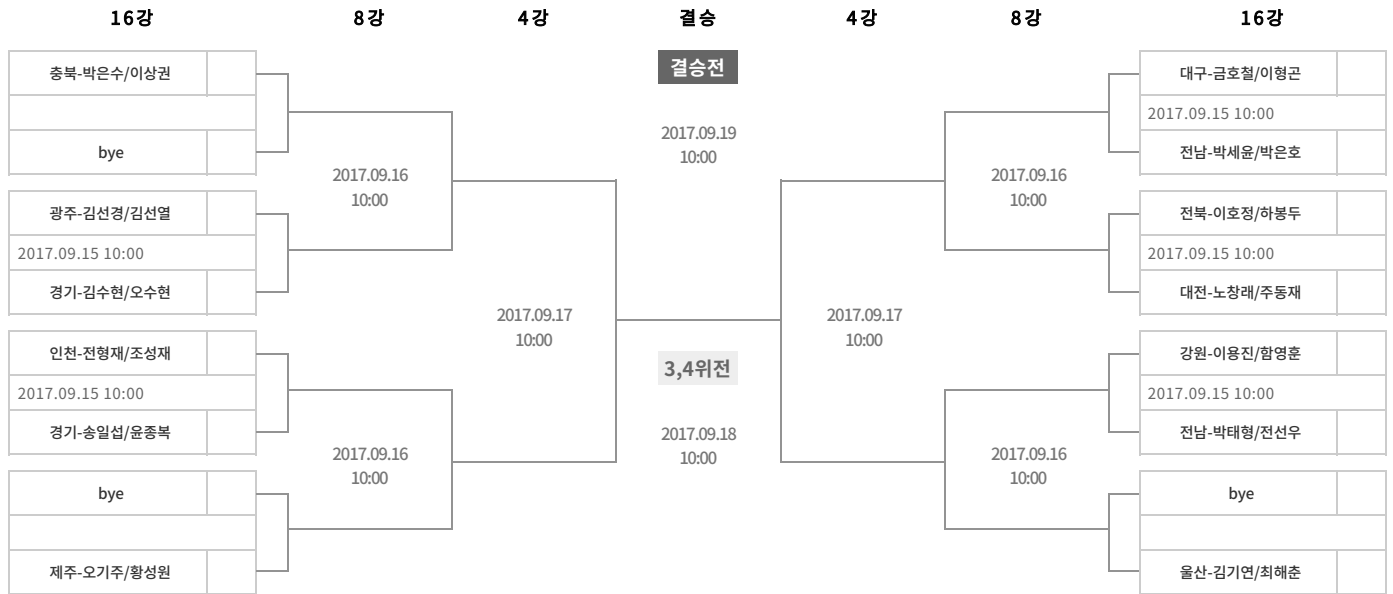 16강 8강 4강 결승 4강 8강 16강
결승전
2017.09.19
10:00
3,4위전
2017.09.18
10:00
충북-박은수/이상권
bye
광주-김선경/김선열
2017.09.15 10:00
경기-김수현/오수현
인천-전형재/조성재
2017.09.15 10:00
경기-송일섭/윤종복
bye
제주-오기주/황성원
2017.09.16
10:00
2017.09.16
10:00
2017.09.17
10:00
2017.09.17
10:00
2017.09.16
10:00
2017.09.16
10:00
대구-금호철/이형곤
2017.09.15 10:00
전남-박세윤/박은호
전북-이호정/하봉두
2017.09.15 10:00
대전-노창래/주동재
강원-이용진/함영훈
2017.09.15 10:00
전남-박태형/전선우
bye
울산-김기연/최해춘